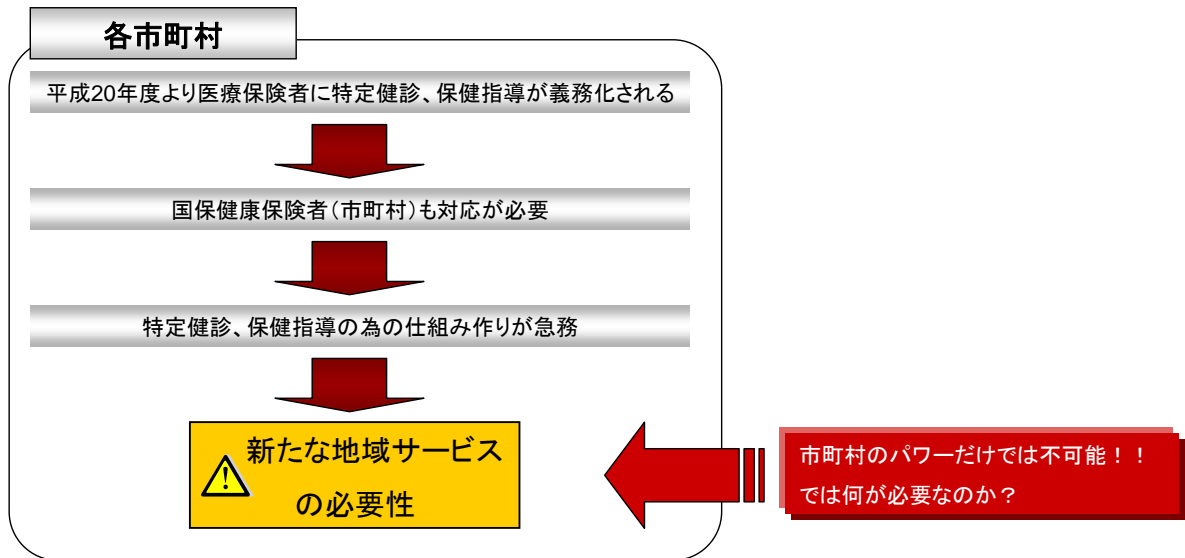 各市町村
平成20年度より医療保険者に特定健診、保健指導が義務化される
国保健康保険者（市町村）も対応が必要
特定健診、保健指導の為の仕組み作りが急務
新たな地域サービス
の必要性
市町村のパワーだけでは不可能！！
では何が必要なのか？